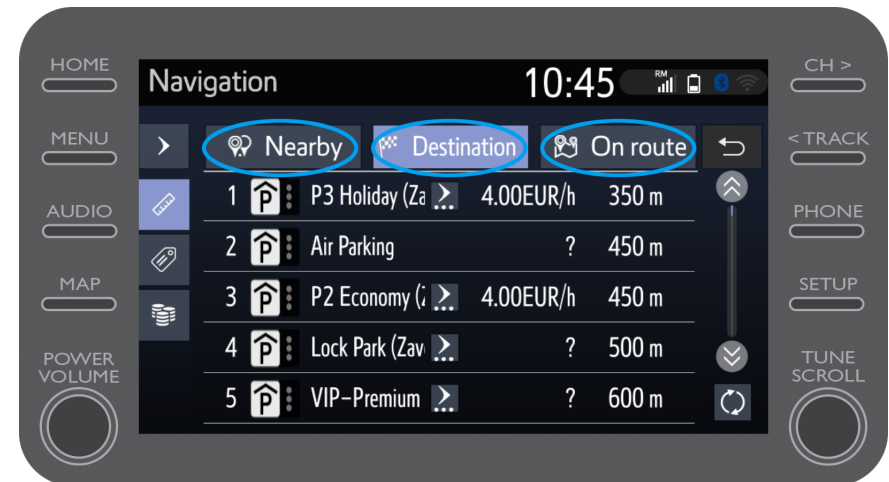 HOME
CH >
Navigation 10:45 RM
MENU
< TRACK
Nearby Destination On route
AUDIO
PHONE
1 P P3 Holiday (Za 4.00EUR/h 350 m
2 P Air Parking ? 450 m
MAP
SETUP
3 P P2 Economy ( 4.00EUR/h 450 m
4 P Lock Park (Zav ? 500 m
POWER
VOLUME
TUNE
SCROLL
5 P VIP-Premium ? 600 m